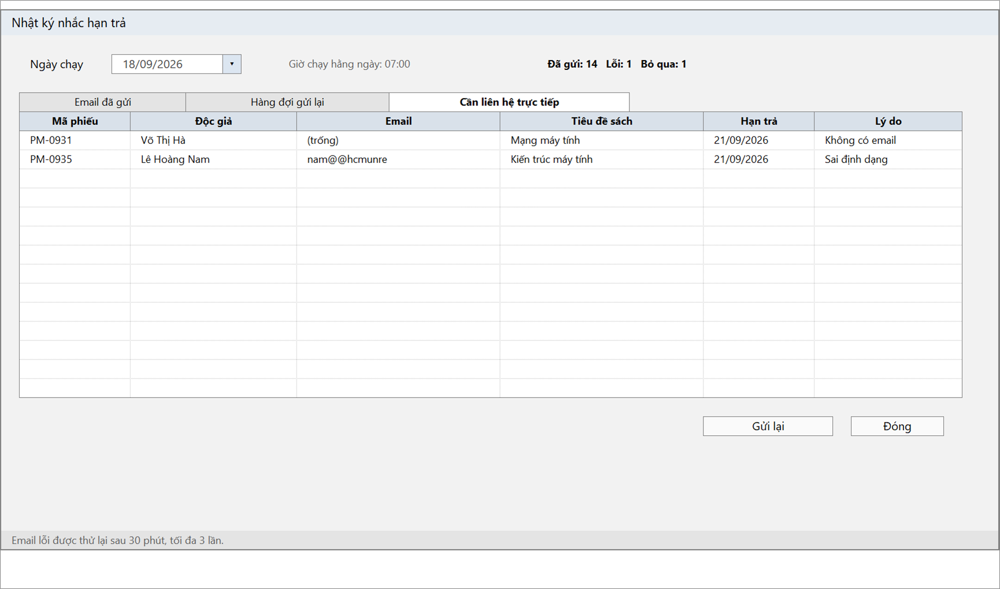 Nhật ký nhắc hạn trả
Ngày chạy 18/09/2026 Giờ chạy hằng ngày: 07:00 Đã gửi: 14 Lỗi: 1 Bỏ qua: 1
Email đã gửi Hàng đợi gửi lại Cần liên hệ trực tiếp
Mã phiếu Độc giả Email Tiêu đề sách Hạn trả Lý do
PM-0931 Võ Thị Hà (trống) Mạng máy tính 21/09/2026 Không có email
PM-0935 Lê Hoàng Nam nam@@hcmunre Kiến trúc máy tính 21/09/2026 Sai định dạng
Gửi lại Đóng
Email lỗi được thử lại sau 30 phút, tối đa 3 lần.